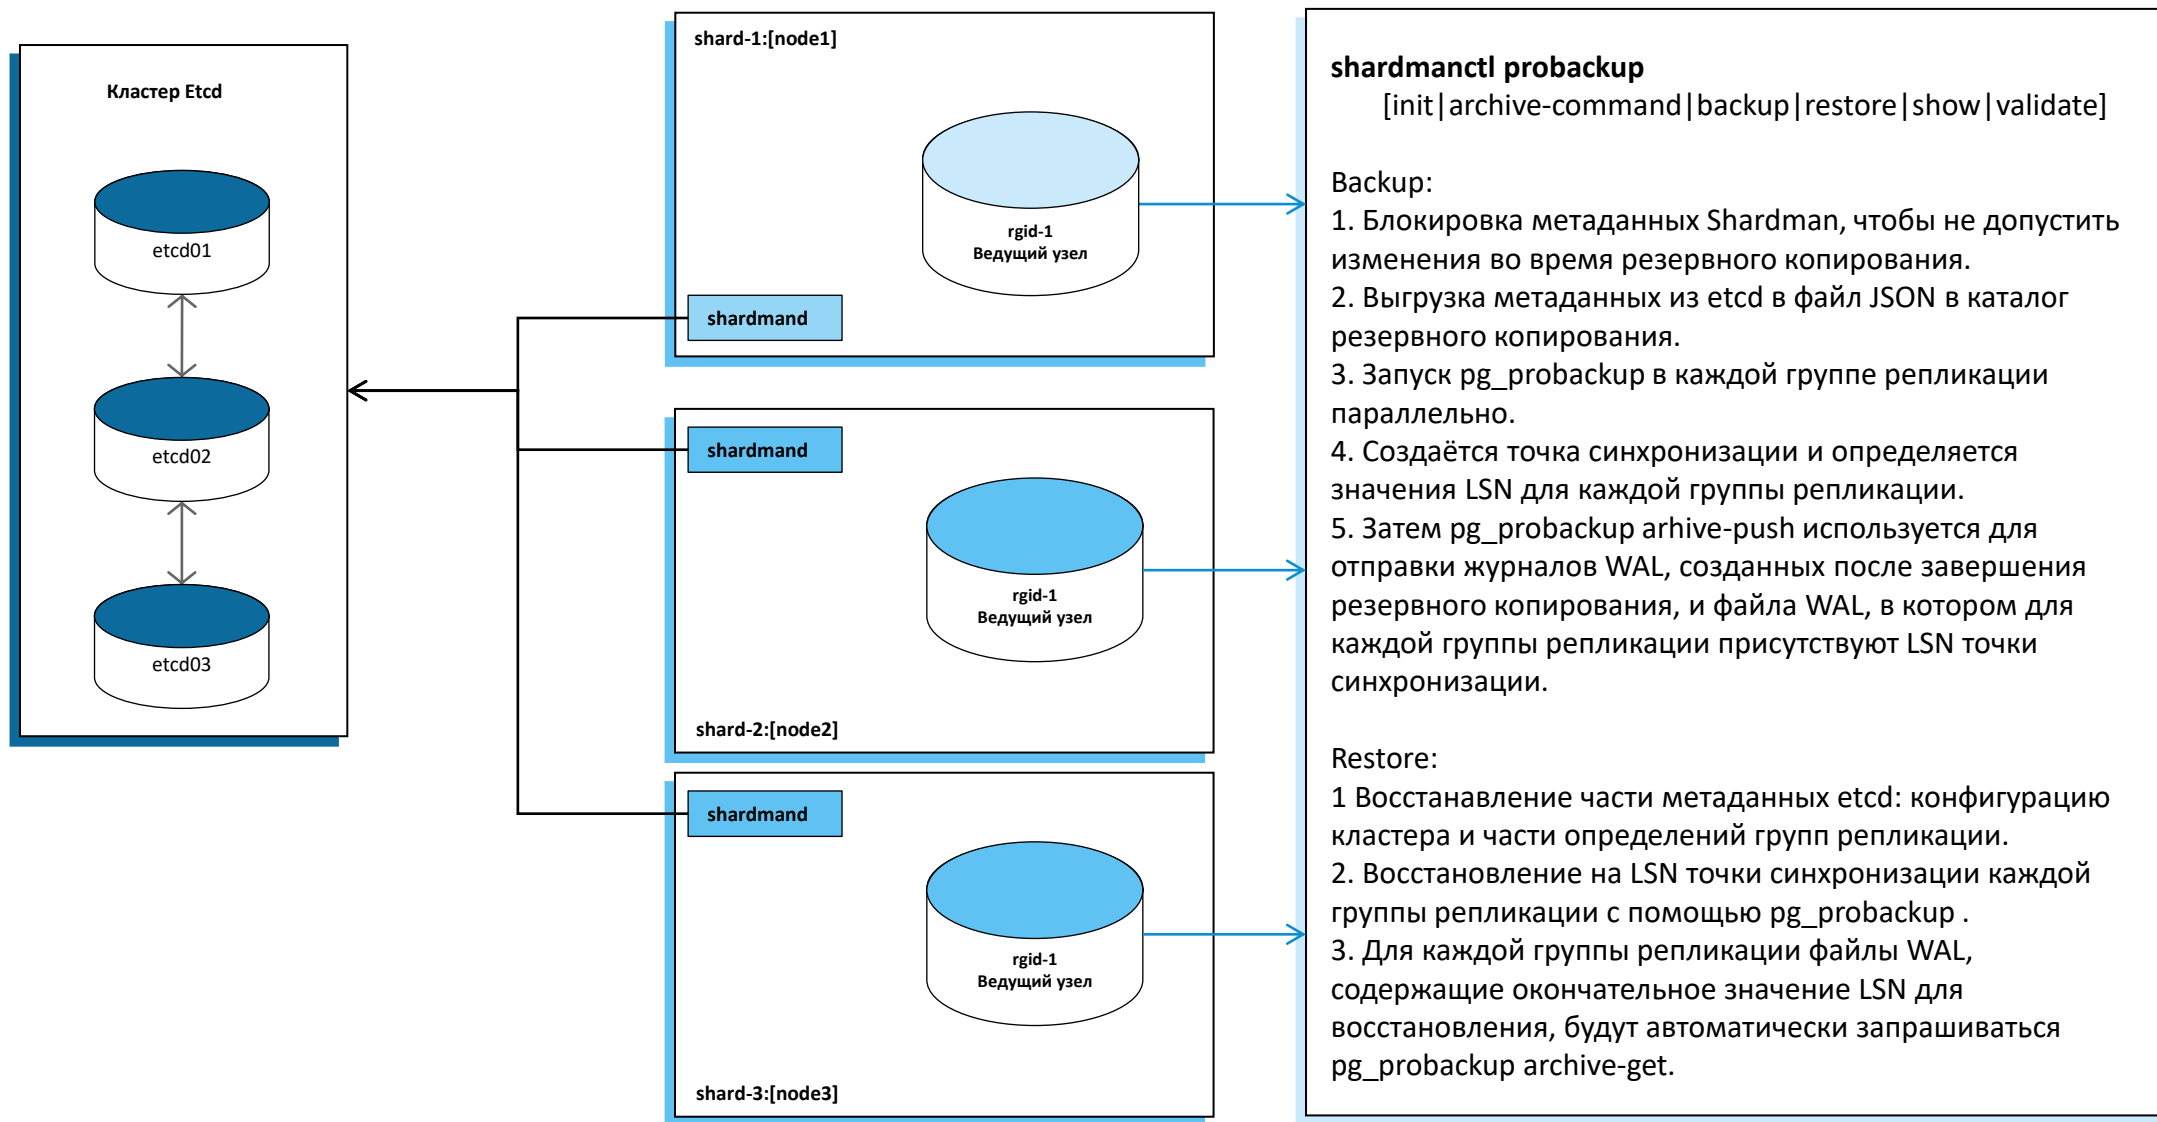 Кластер Etcd
etcd01
etcd02
etcd03
shard-1:[node1]
rgid-1
Ведущий узел
shardmand
shardmand
rgid-1
Ведущий узел
shard-2:[node2]
shardmand
rgid-1
Ведущий узел
shard-3:[node3]
shardmanctl probackup
[init|archive-command|backup|restore|show|validate]
Backup:
1. Блокировка метаданных Shardman, чтобы не допустить
изменения во время резервного копирования.
2. Выгрузка метаданных из etcd в файл JSON в каталог
резервного копирования.
3. Запуск pg_probackup в каждой группе репликации
параллельно.
4. Создаётся точка синхронизации и определяется
значения LSN для каждой группы репликации.
5. Затем pg_probackup arhive-push используется для
отправки журналов WAL, созданных после завершения
резервного копирования, и файла WAL, в котором для
каждой группы репликации присутствуют LSN точки
синхронизации.
Restore:
1 Восстанавление части метаданных etcd: конфигурацию
кластера и части определений групп репликации.
2. Восстановление на LSN точки синхронизации каждой
группы репликации с помощью pg_probackup .
3. Для каждой группы репликации файлы WAL,
содержащие окончательное значение LSN для
восстановления, будут автоматически запрашиваться
pg_probackup archive-get.